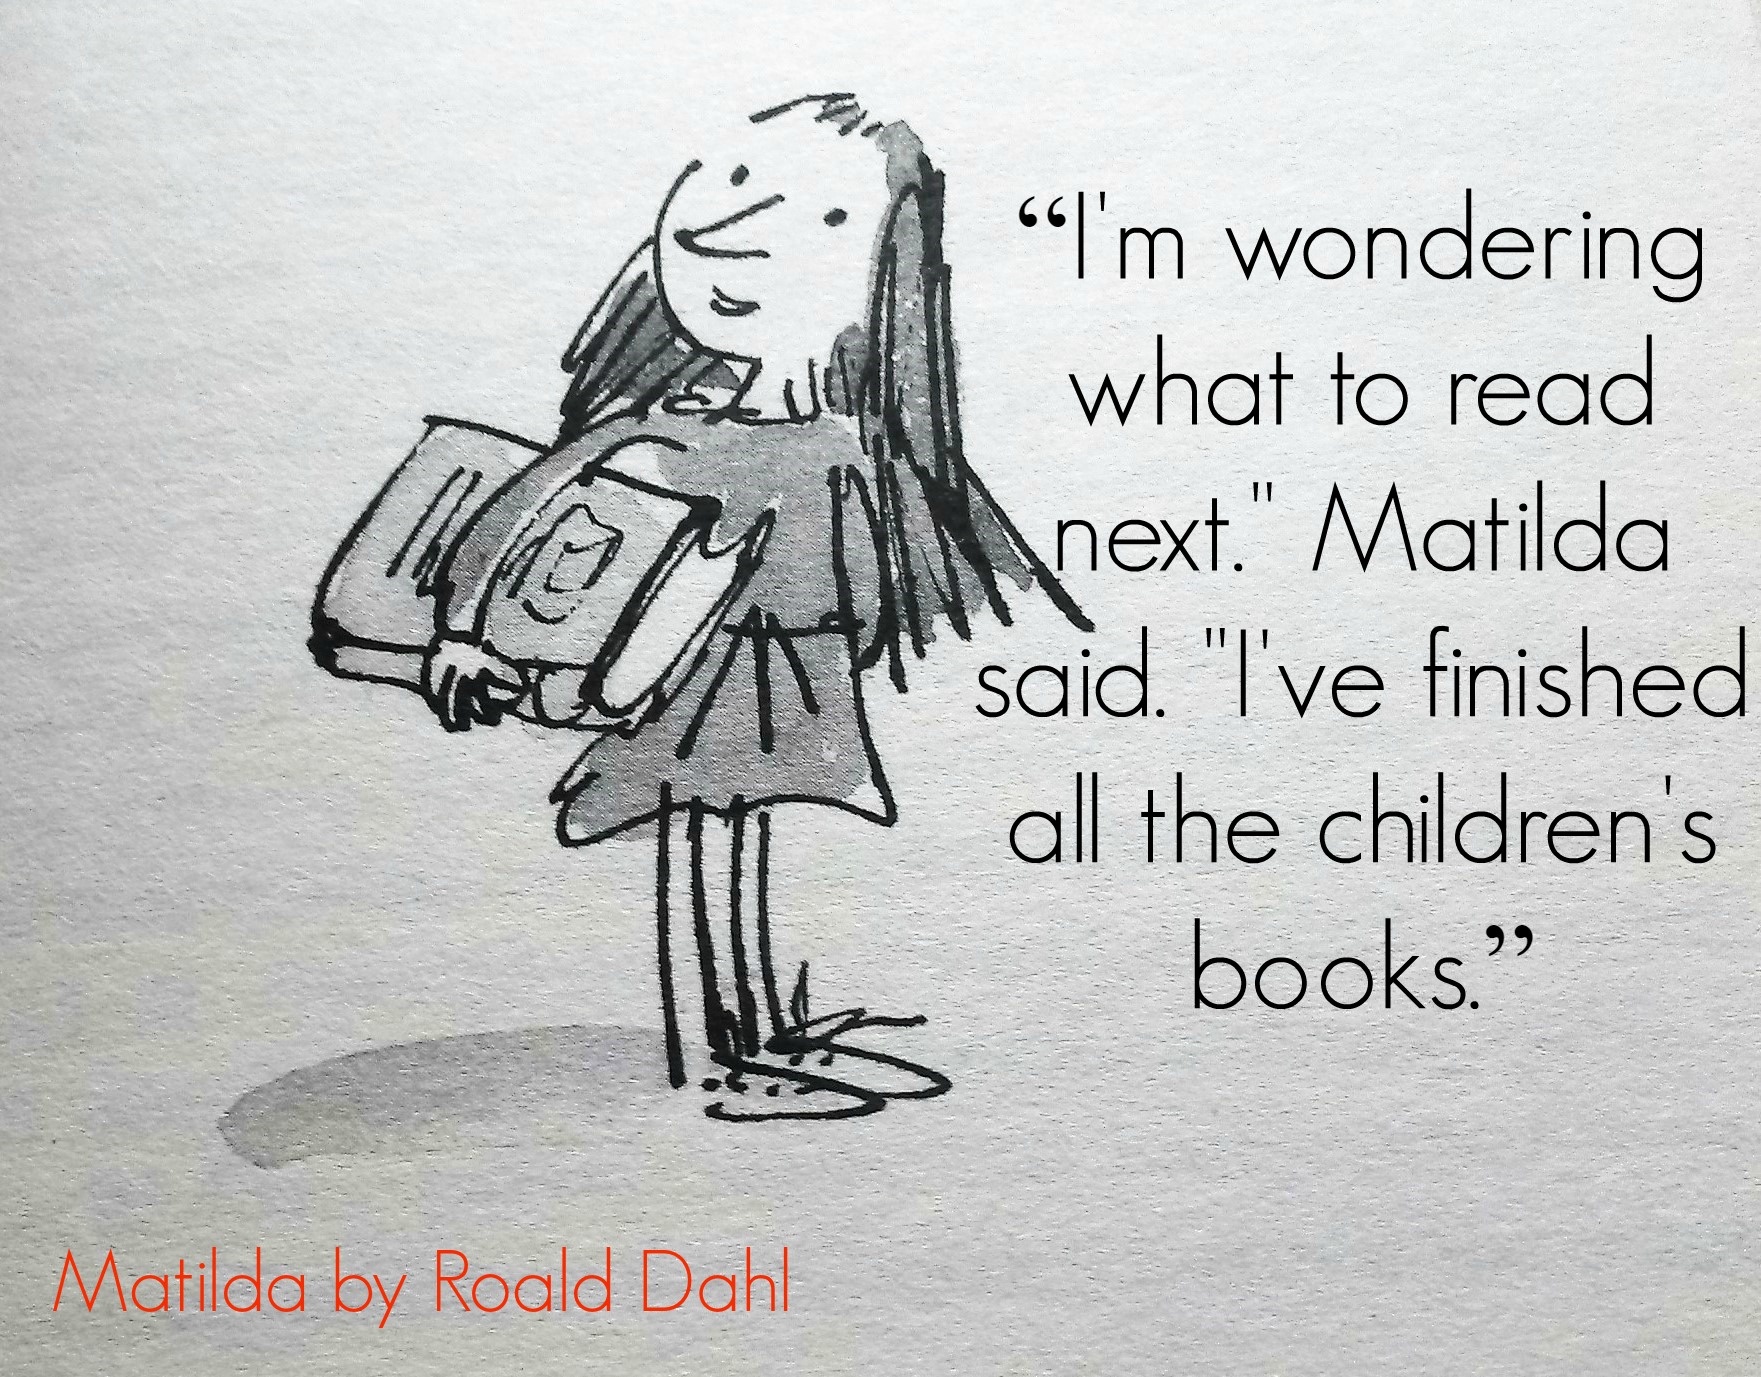 “I'm wondering
what to read
next." Matilda
said. "I've finished
all the children's
books.”
Matilda by Roald Dahl